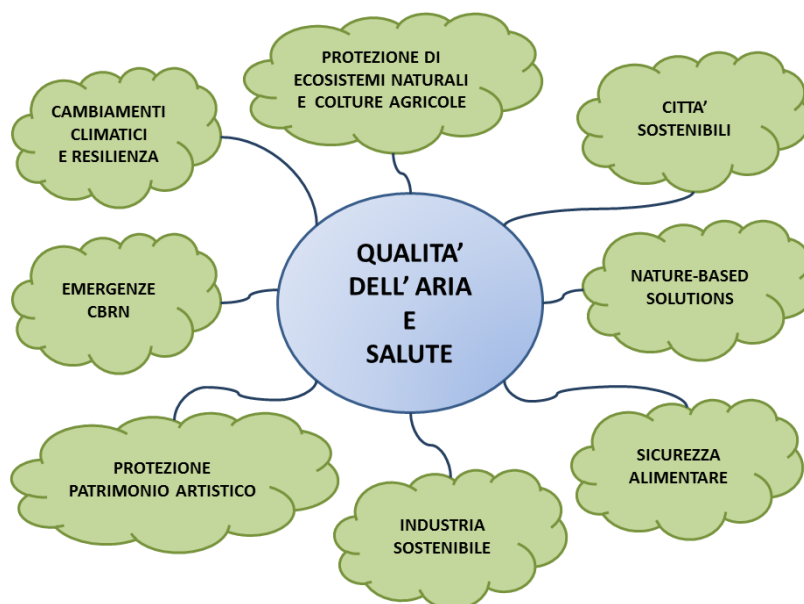 PROTEZIONE DI
ECOSISTEMI NATURALI
E COLTURE AGRICOLE
CAMBIAMENTI
CLIMATICI
E RESILIENZA
CITTA’
SOSTENIBILI
QUALITA’
DELL’ ARIA
E
SALUTE
EMERGENZE
CBRN
NATURE-BASED
SOLUTIONS
PROTEZIONE
PATRIMONIO ARTISTICO
SICUREZZA
ALIMENTARE
INDUSTRIA
SOSTENIBILE